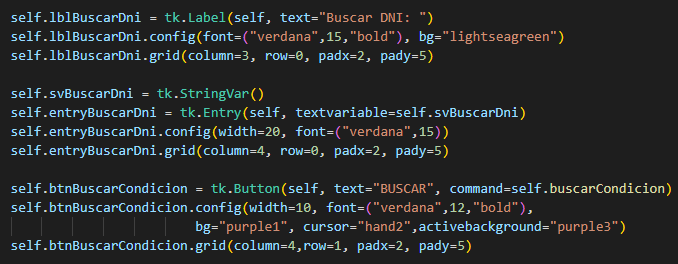 self.lblBuscarDni = tk.Label(self, text="Buscar DNI: ")
self.lblBuscarDni.config(font=("verdana",15,"bold"), bg="lightseagreen")
self.lblBuscarDni.grid(column=3, row=0, padx=2, pady=5)
self.svBuscarDni = tk.StringVar()
self.entryBuscarDni = tk.Entry(self, textvariable=self.svBuscarDni)
self.entryBuscarDni.config(width=20, font=("verdana",15))
self.entryBuscarDni.grid(column=4, row=0, padx=2, pady=5)
self.btnBuscarCondicion = tk.Button(self, text="BUSCAR", command=self.buscarCondicion)
self.btnBuscarCondicion.config(width=10, font=("verdana",12,"bold"),
bg="purple1", cursor="hand2",activebackground="purple3")
self.btnBuscarCondicion.grid(column=4,row=1, padx=2, pady=5)